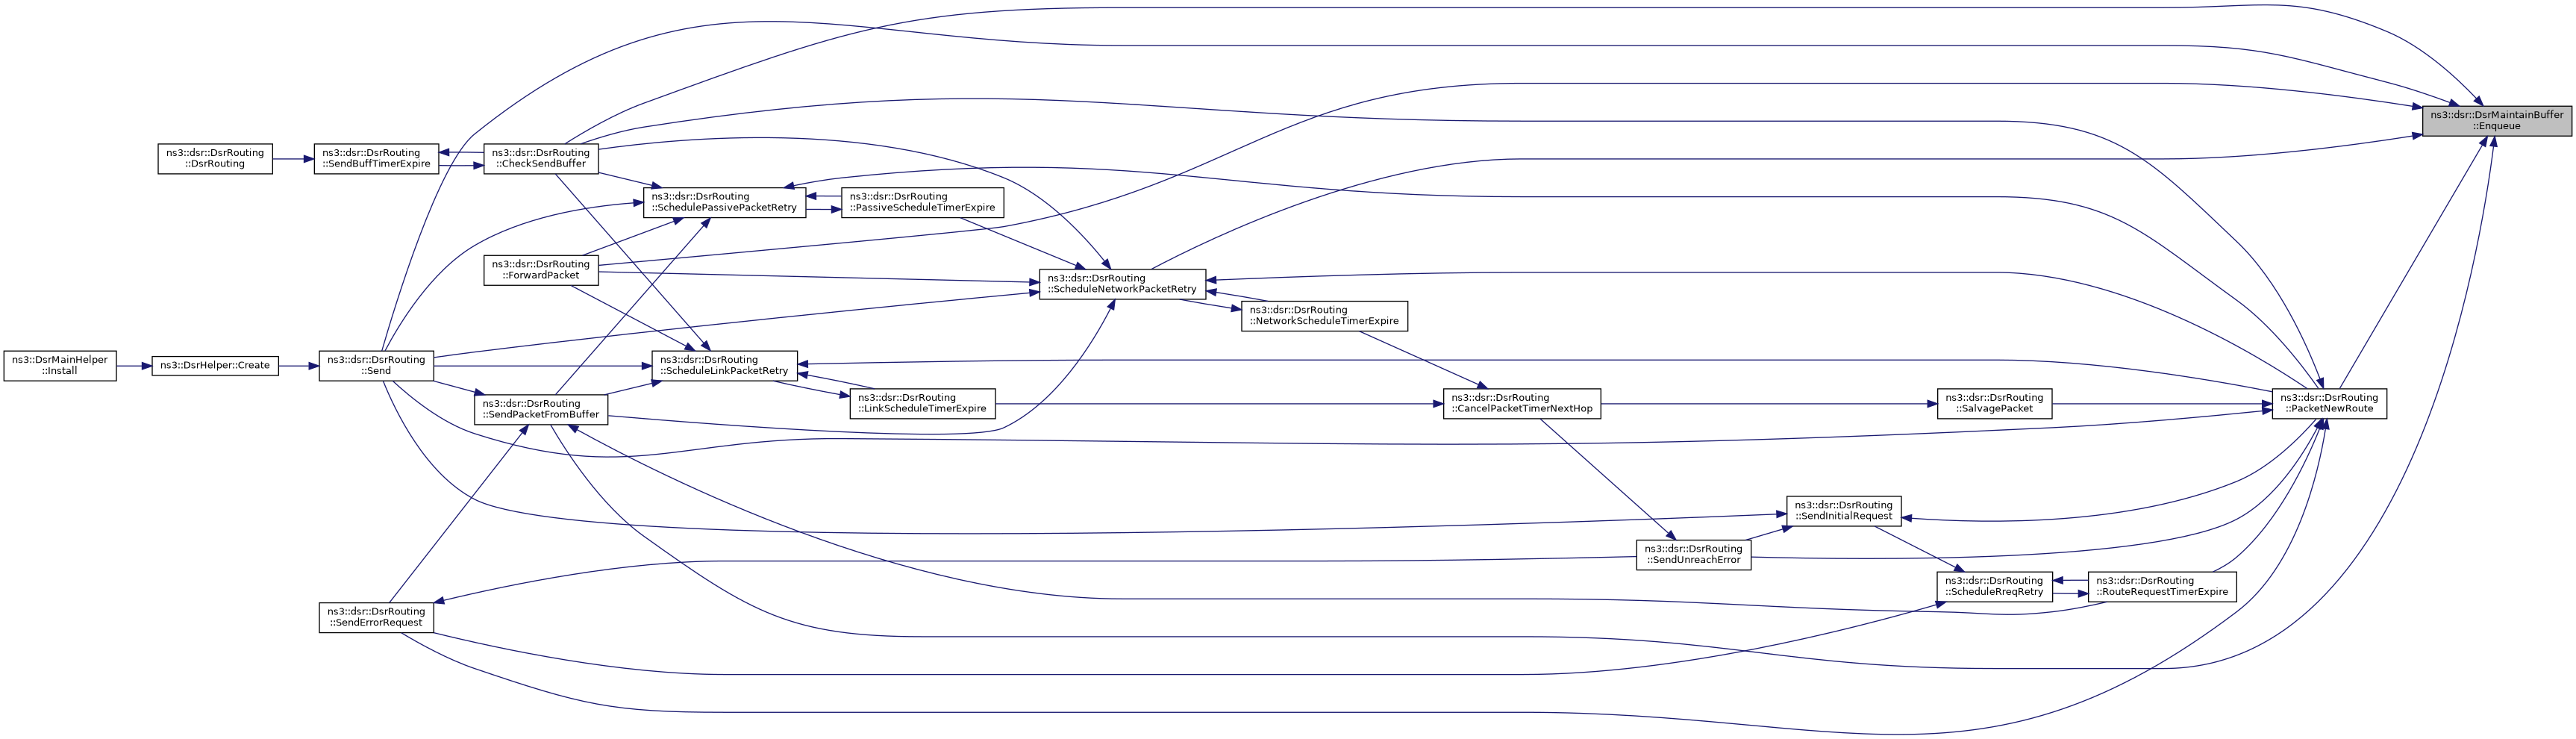 ns3::dsr::DsrMaintainBuffer
::Enqueue
ns3::dsr::DsrRouting
::DsrRouting
ns3::dsr::DsrRouting
::SendBuffTimerExpire
ns3::dsr::DsrRouting
::CheckSendBuffer
ns3::dsr::DsrRouting
::SchedulePassivePacketRetry
ns3::dsr::DsrRouting
::PassiveScheduleTimerExpire
ns3::dsr::DsrRouting
::ForwardPacket
ns3::dsr::DsrRouting
::ScheduleNetworkPacketRetry
ns3::dsr::DsrRouting
::NetworkScheduleTimerExpire
ns3::DsrMainHelper
::Install
ns3::DsrHelper::Create
ns3::dsr::DsrRouting
::Send
ns3::dsr::DsrRouting
::ScheduleLinkPacketRetry
ns3::dsr::DsrRouting
::LinkScheduleTimerExpire
ns3::dsr::DsrRouting
::SendPacketFromBuffer
ns3::dsr::DsrRouting
::CancelPacketTimerNextHop
ns3::dsr::DsrRouting
::SalvagePacket
ns3::dsr::DsrRouting
::PacketNewRoute
ns3::dsr::DsrRouting
::SendInitialRequest
ns3::dsr::DsrRouting
::SendUnreachError
ns3::dsr::DsrRouting
::ScheduleRreqRetry
ns3::dsr::DsrRouting
::RouteRequestTimerExpire
ns3::dsr::DsrRouting
::SendErrorRequest